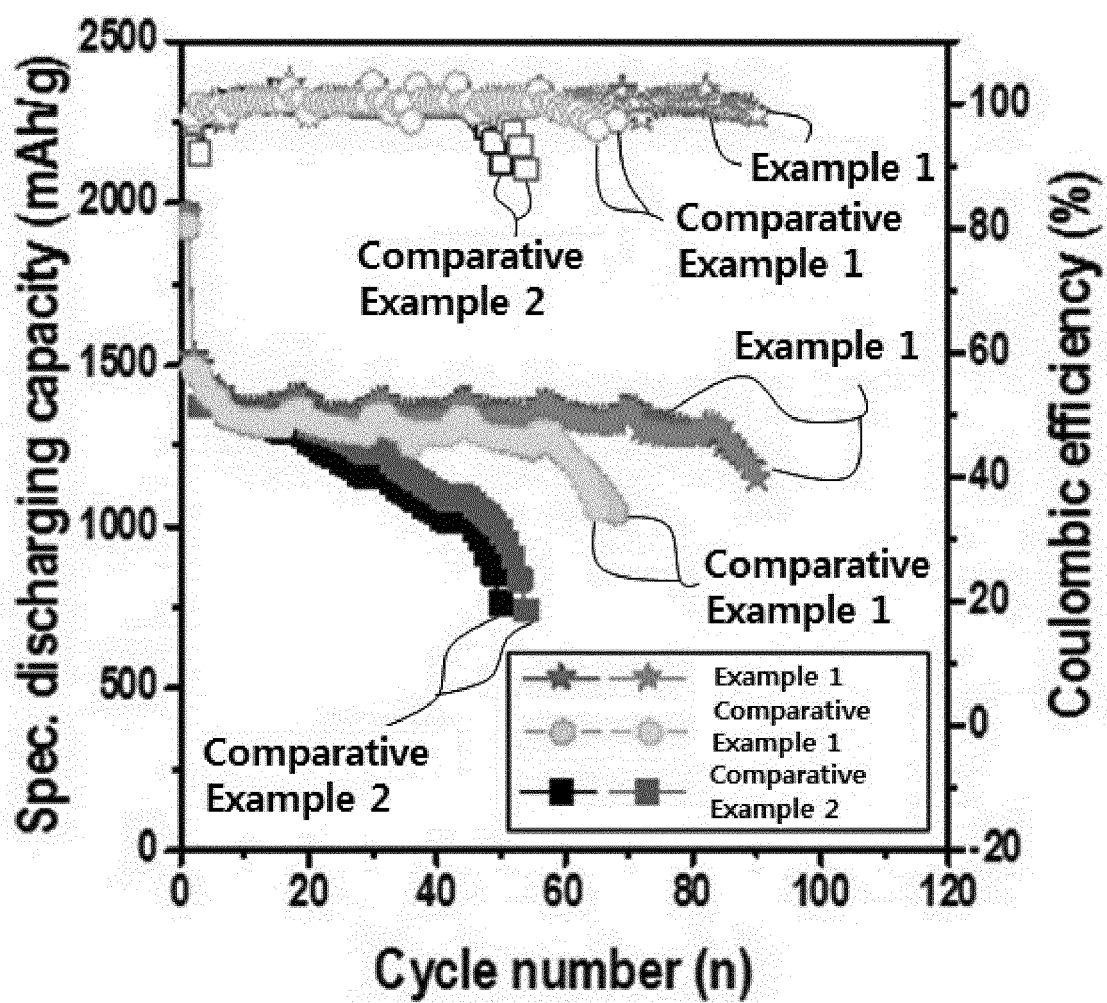 2500
2000
1500
1000
500
0
Spec. discharging capacity (mAh/g)
100
80
60
40
20
0
-20
Coulombic efficiency (%)
Example 1
Comparative
Example 1
Comparative
Example 2
Example 1
Comparative
Example 1
Comparative
Example 2
Example 1
Comparative
Example 1
Comparative
Example 2
0 20 40 60 80 100 120
Cycle number (n)